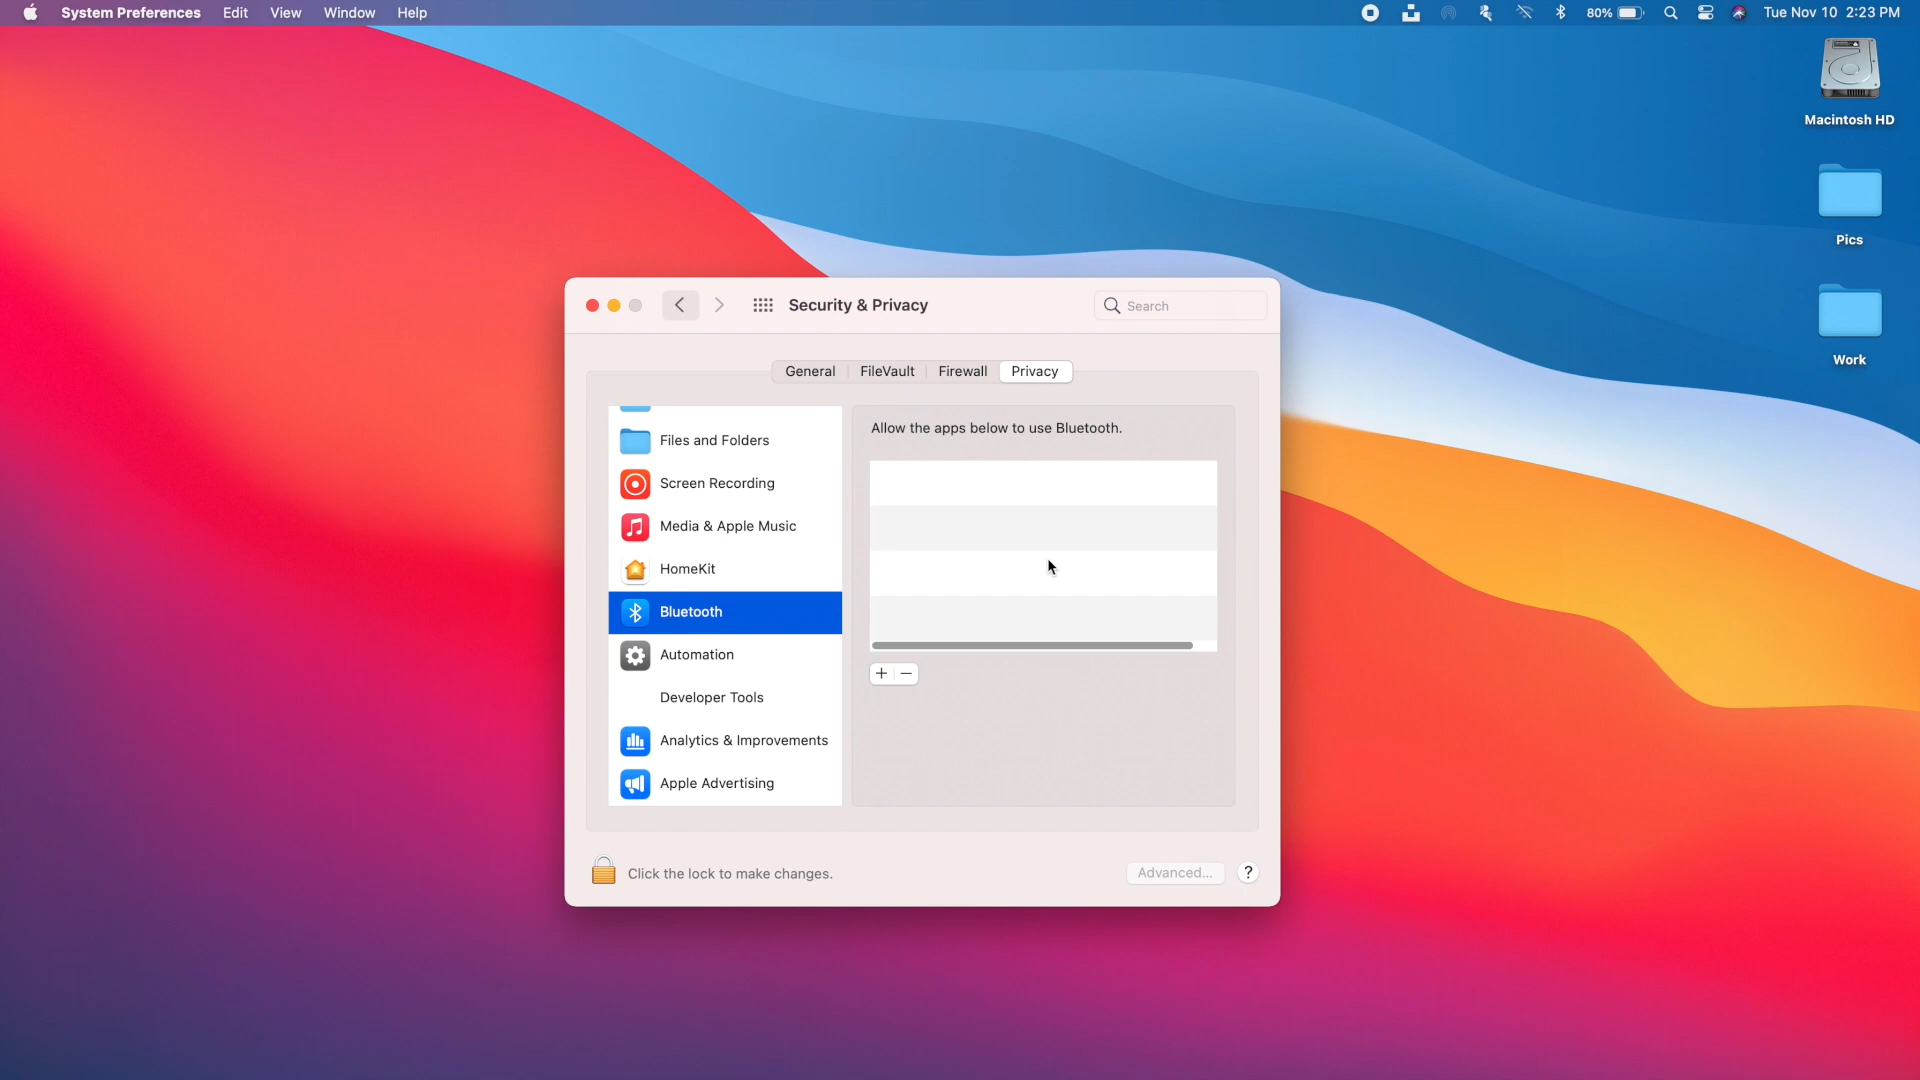 System Preferences Edit View Window Help 80% Tue Nov 10 2:23 PM
Macintosh HD
Pics
Work
Security & Privacy
Search
General FileVault Firewall Privacy
Files and Folders
Screen Recording
Media & Apple Music
HomeKit
Bluetooth
Automation
Developer Tools
Analytics & Improvements
Apple Advertising
Allow the apps below to use Bluetooth.
+ −
Click the lock to make changes.
Advanced... ?